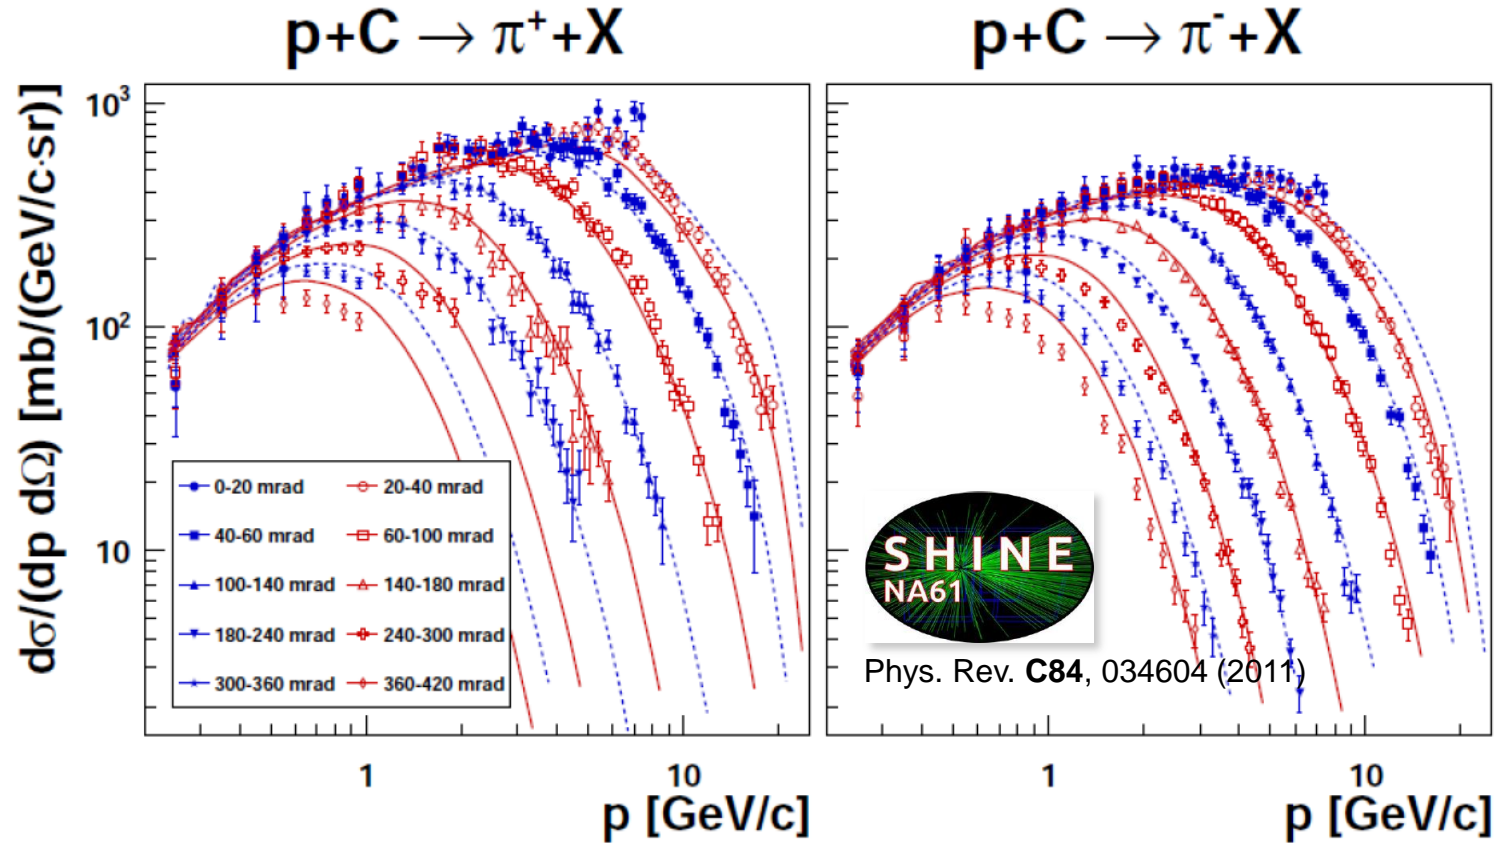 p+C → π⁺+X
p+C → π⁻+X
dσ/(dp dΩ) [mb/(GeV/c·sr)]
10³
10²
10
0-20 mrad
20-40 mrad
40-60 mrad
60-100 mrad
100-140 mrad
140-180 mrad
180-240 mrad
240-300 mrad
300-360 mrad
360-420 mrad
SHINE
NA61
Phys. Rev. C84, 034604 (2011)
1
10
1
10
p [GeV/c]
p [GeV/c]